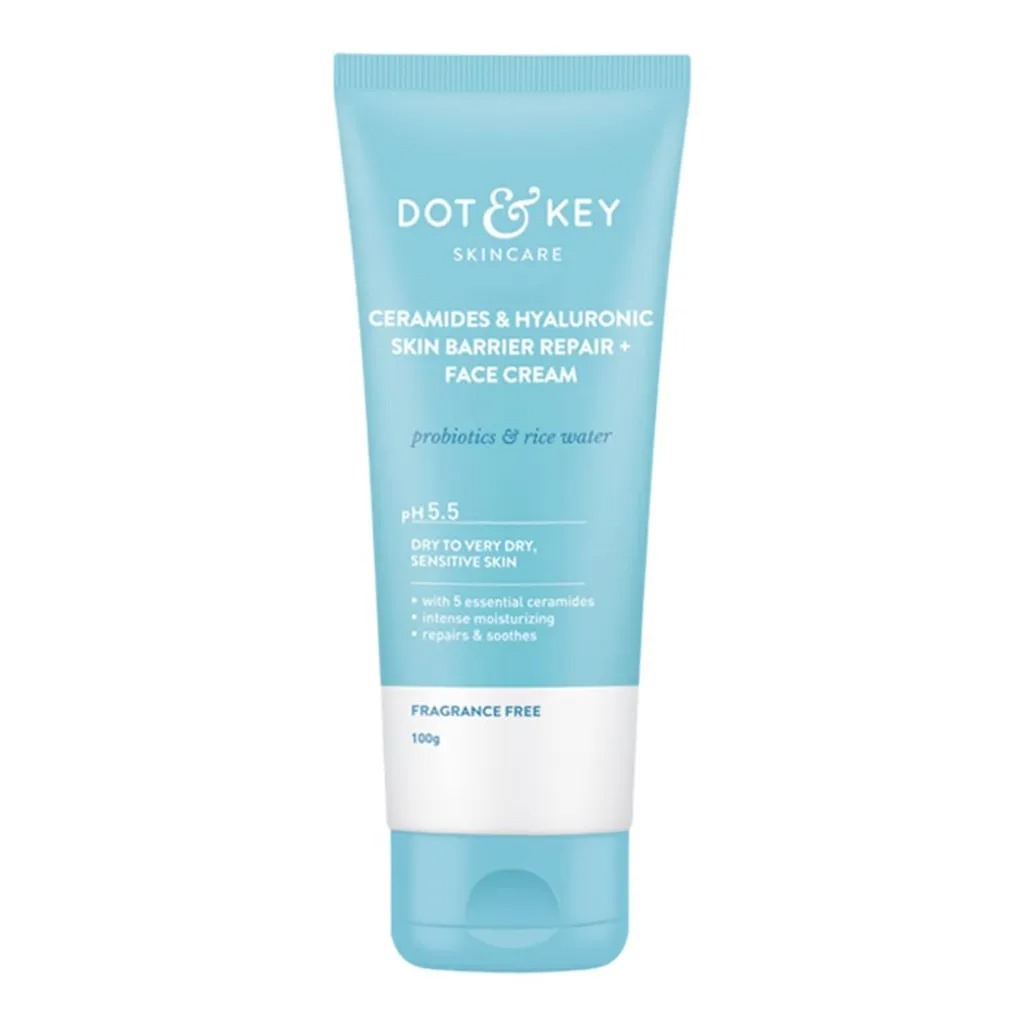 DOT & KEY
SKINCARE
CERAMIDES & HYALURONIC
SKIN BARRIER REPAIR +
FACE CREAM
probiotics & rice water
pH 5.5
DRY TO VERY DRY,
SENSITIVE SKIN
• with 5 essential ceramides
• intense moisturizing
• repairs & soothes
FRAGRANCE FREE
100g